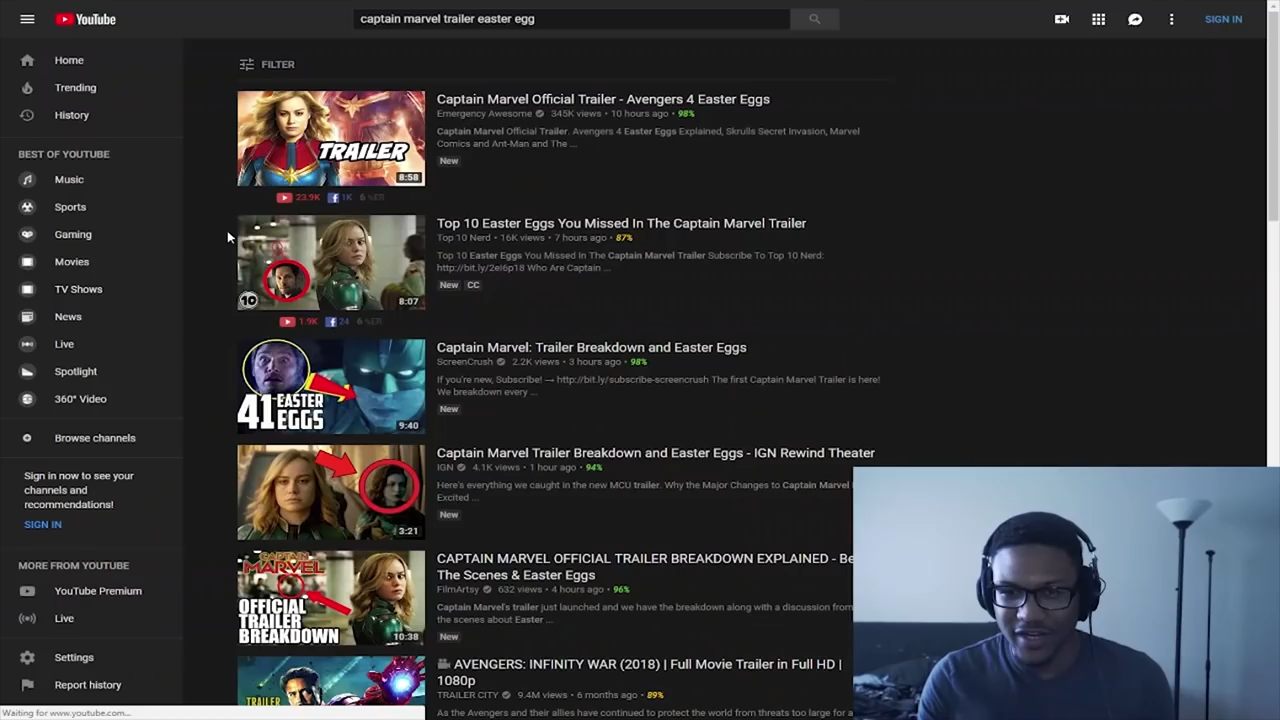 YouTube
captain marvel trailer easter egg
SIGN IN
Home
Trending
History
BEST OF YOUTUBE
Music
Sports
Gaming
Movies
TV Shows
News
Live
Spotlight
360° Video
Browse channels
Sign in now to see your
channels and
recommendations!
SIGN IN
MORE FROM YOUTUBE
YouTube Premium
Live
Settings
Report history
Waiting for www.youtube.com...
FILTER
TRAILER
8:58
23.9K 1K
Captain Marvel Official Trailer - Avengers 4 Easter Eggs
Emergency Awesome 345K views • 10 hours ago • 98%
Captain Marvel Official Trailer. Avengers 4 Easter Eggs Explained, Skrulls Secret Invasion, Marvel
Comics and Ant-Man and The ...
New
10
8:07
1.9K 24
Top 10 Easter Eggs You Missed In The Captain Marvel Trailer
Top 10 Nerd • 16K views • 7 hours ago • 87%
Top 10 Easter Eggs You Missed In The Captain Marvel Trailer Subscribe To Top 10 Nerd:
http://bit.ly/2ei6p18 Who Are Captain ...
New CC
41 EASTER
EGGS
9:40
Captain Marvel: Trailer Breakdown and Easter Eggs
ScreenCrush 2.2K views • 3 hours ago • 98%
If you're new, Subscribe! → http://bit.ly/subscribe-screencrush The first Captain Marvel Trailer is here!
We breakdown every ...
New
3:21
Captain Marvel Trailer Breakdown and Easter Eggs - IGN Rewind Theater
IGN 4.1K views • 1 hour ago • 94%
Here's everything we caught in the new MCU trailer. Why the Major Changes to Captain Marvel
Excited ...
New
CAPTAIN
MARVEL
OFFICIAL
TRAILER
BREAKDOWN
10:38
CAPTAIN MARVEL OFFICIAL TRAILER BREAKDOWN EXPLAINED - Be
The Scenes & Easter Eggs
FilmArtsy 632 views • 4 hours ago • 96%
Captain Marvel's trailer just launched and we have the breakdown along with a discussion from
the scenes about Easter ...
New
TRAILER
AVENGERS: INFINITY WAR (2018) | Full Movie Trailer in Full HD |
1080p
TRAILER CITY 9.4M views • 6 months ago • 89%
As the Avengers and their allies have continued to protect the world from threats too large for a